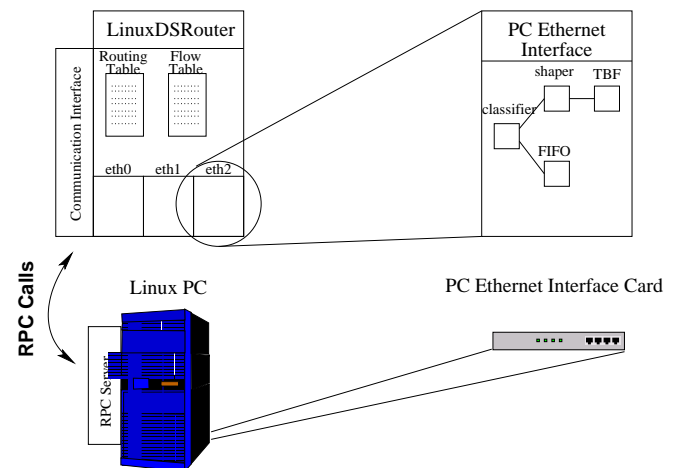 LinuxDSRouter
Communication Interface
Routing
Table
Flow
Table
eth0
eth1
eth2
PC Ethernet
Interface
shaper
TBF
classifier
FIFO
RPC Calls
Linux PC
RPC Server
PC Ethernet Interface Card